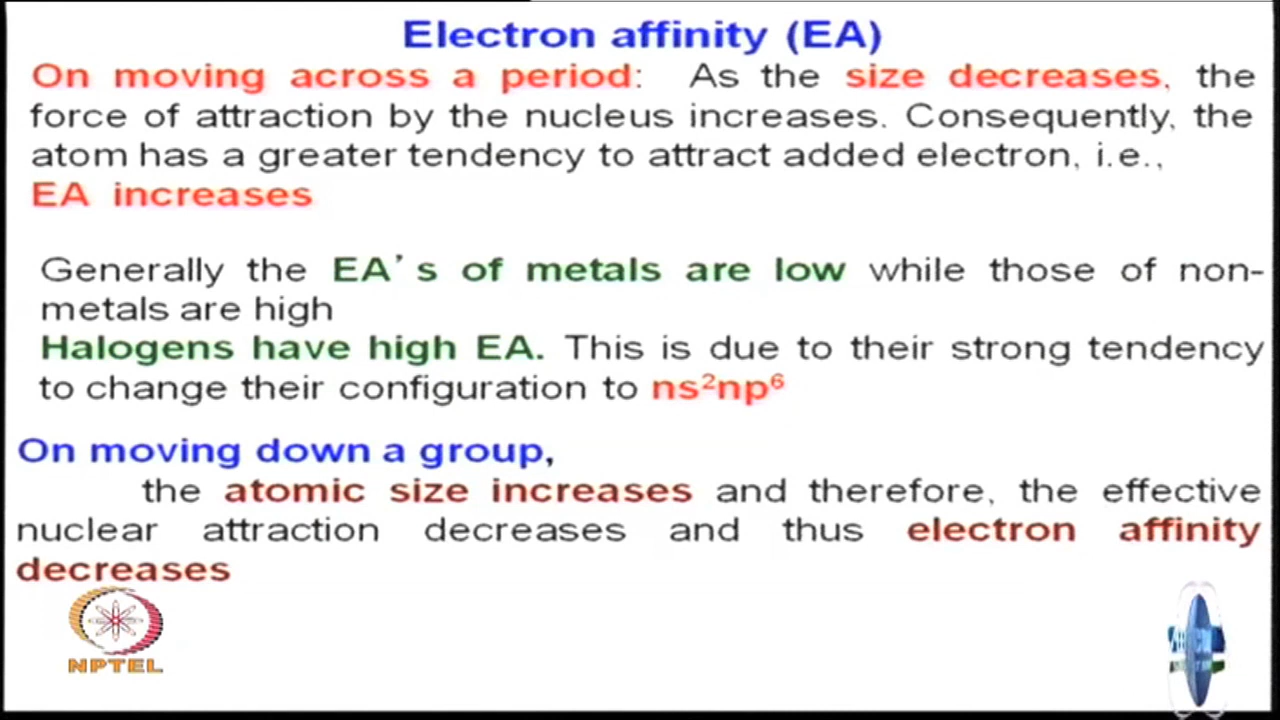 Electron affinity (EA)
On moving across a period: As the size decreases, the
force of attraction by the nucleus increases. Consequently, the
atom has a greater tendency to attract added electron, i.e.,
EA increases
Generally the EA's of metals are low while those of non-
metals are high
Halogens have high EA. This is due to their strong tendency
to change their configuration to ns²np⁶
On moving down a group,
the atomic size increases and therefore, the effective
nuclear attraction decreases and thus electron affinity
decreases
NPTEL